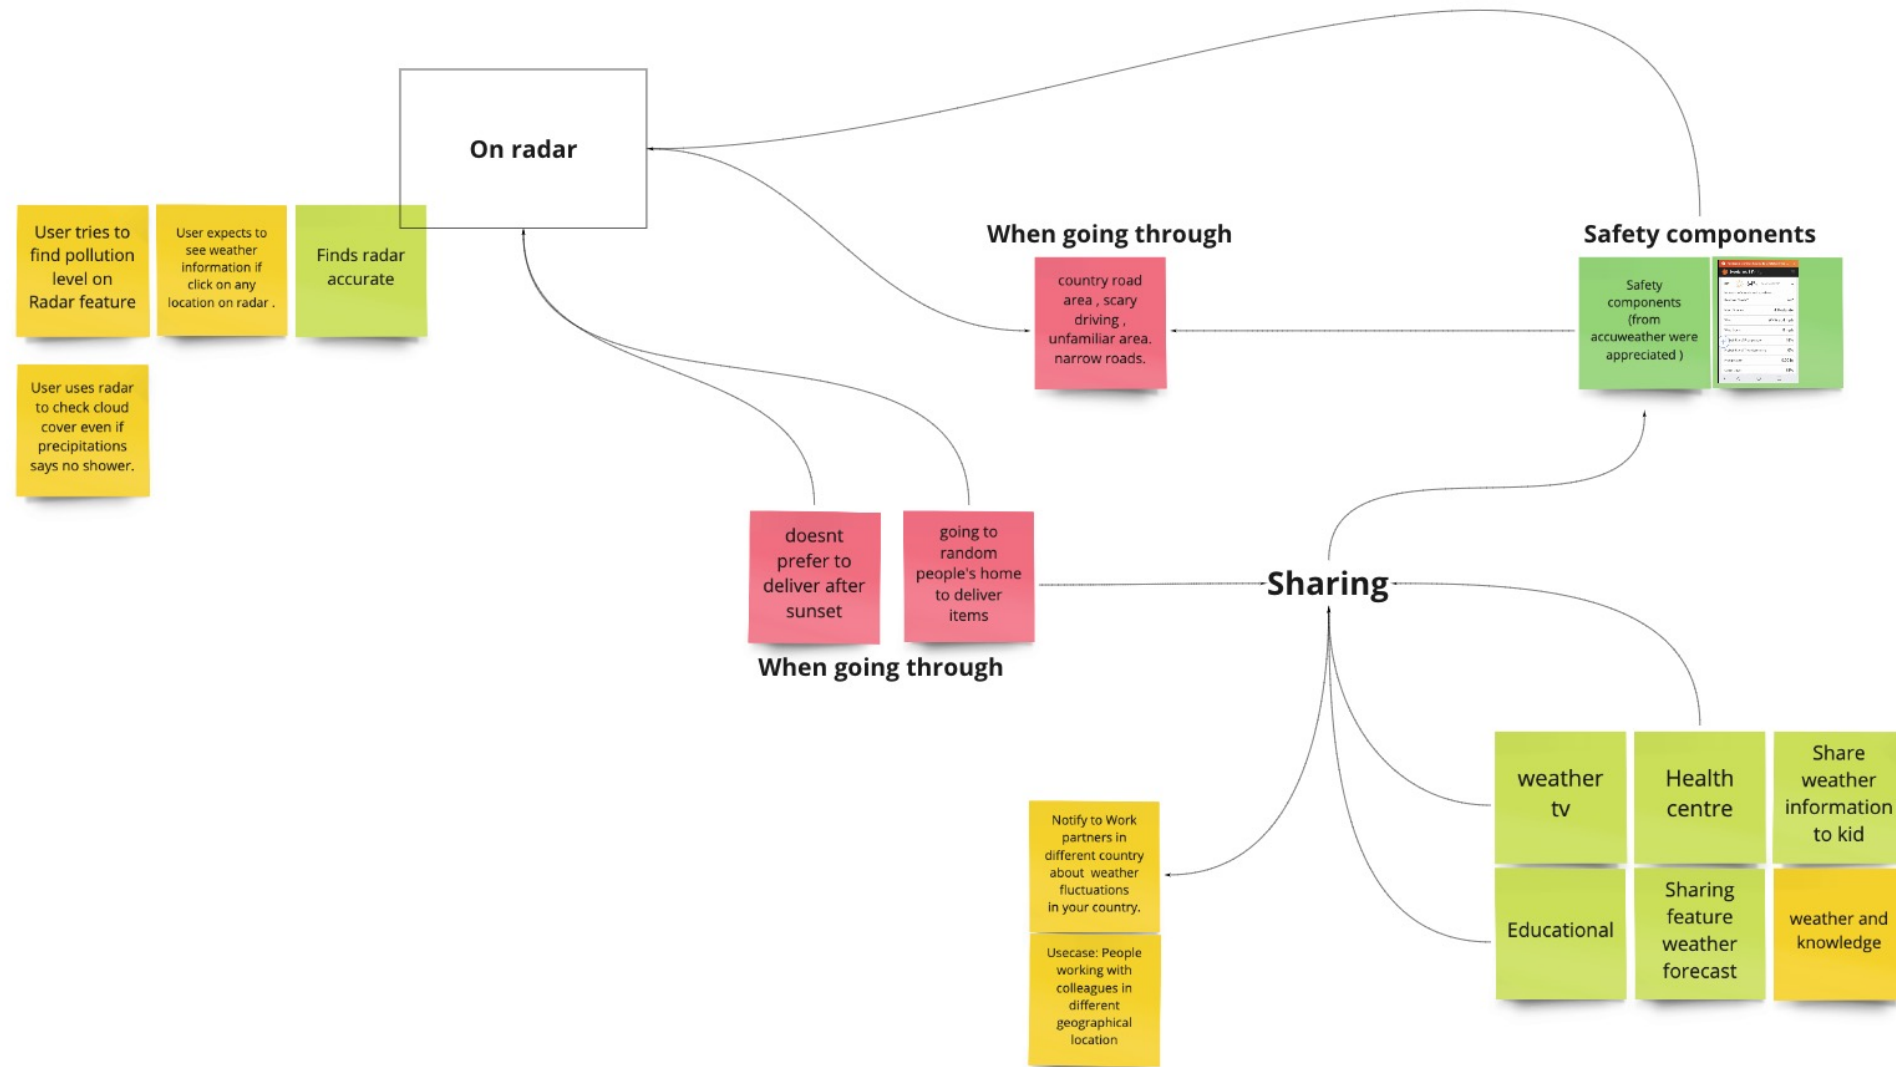 On radar
User tries to
find pollution
level on
Radar feature
User expects to
see weather
information if
click on any
location on radar .
Finds radar
accurate
User uses radar
to check cloud
cover even if
precipitations
says no shower.
When going through
country road
area , scary
driving ,
unfamiliar area.
narrow roads.
Safety components
Safety
components
(from
accuweather were
appreciated )
doesnt
prefer to
deliver after
sunset
going to
random
people's home
to deliver
items
When going through
Sharing
Notify to Work
partners in
different country
about weather
fluctuations
in your country.
Usecase: People
working with
colleagues in
different
geographical
location
weather
tv
Health
centre
Share
weather
information
to kid
Educational
Sharing
feature
weather
forecast
weather and
knowledge